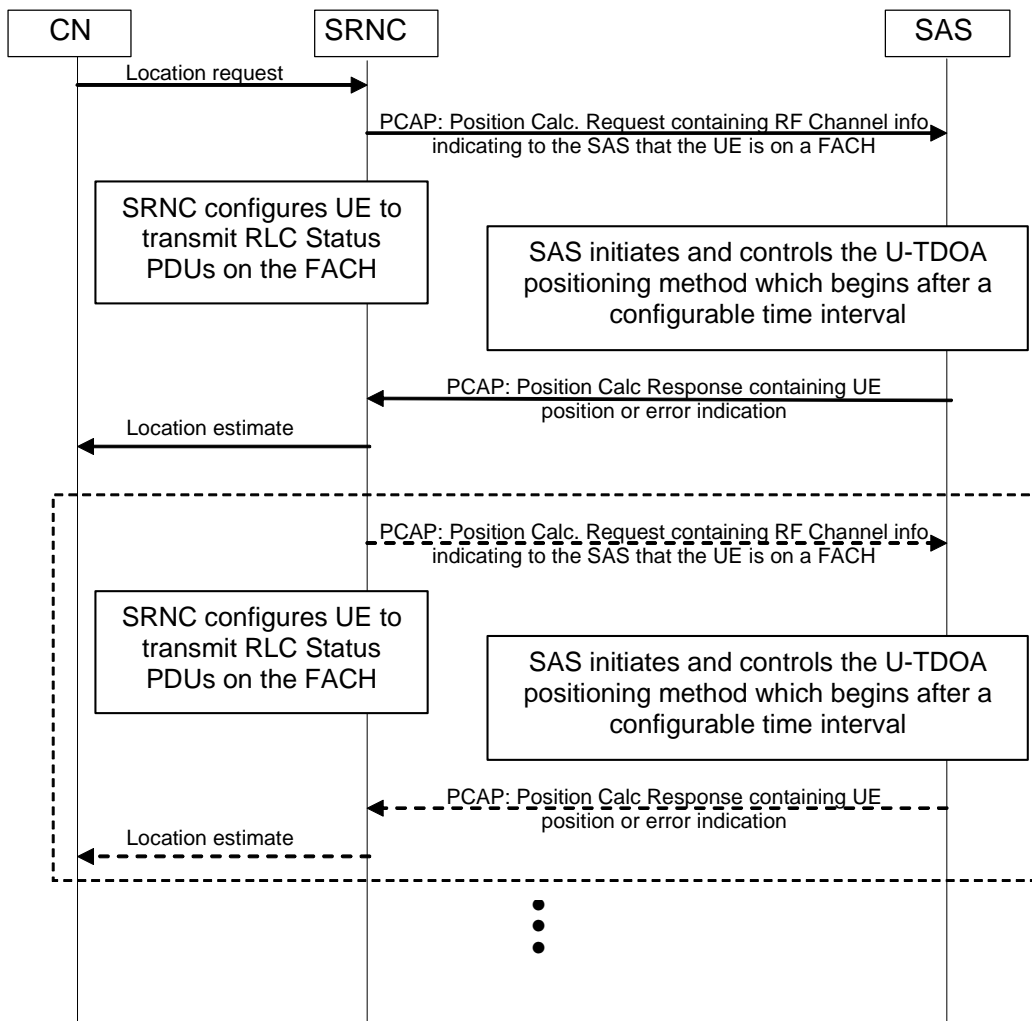 CN
SRNC
SAS
Location request
PCAP: Position Calc. Request containing RF Channel info
indicating to the SAS that the UE is on a FACH
SRNC configures UE to
transmit RLC Status
PDUs on the FACH
SAS initiates and controls the U-TDOA
positioning method which begins after a
configurable time interval
PCAP: Position Calc Response containing UE
position or error indication
Location estimate
PCAP: Position Calc. Request containing RF Channel info
indicating to the SAS that the UE is on a FACH
SRNC configures UE to
transmit RLC Status
PDUs on the FACH
SAS initiates and controls the U-TDOA
positioning method which begins after a
configurable time interval
PCAP: Position Calc Response containing UE
position or error indication
Location estimate